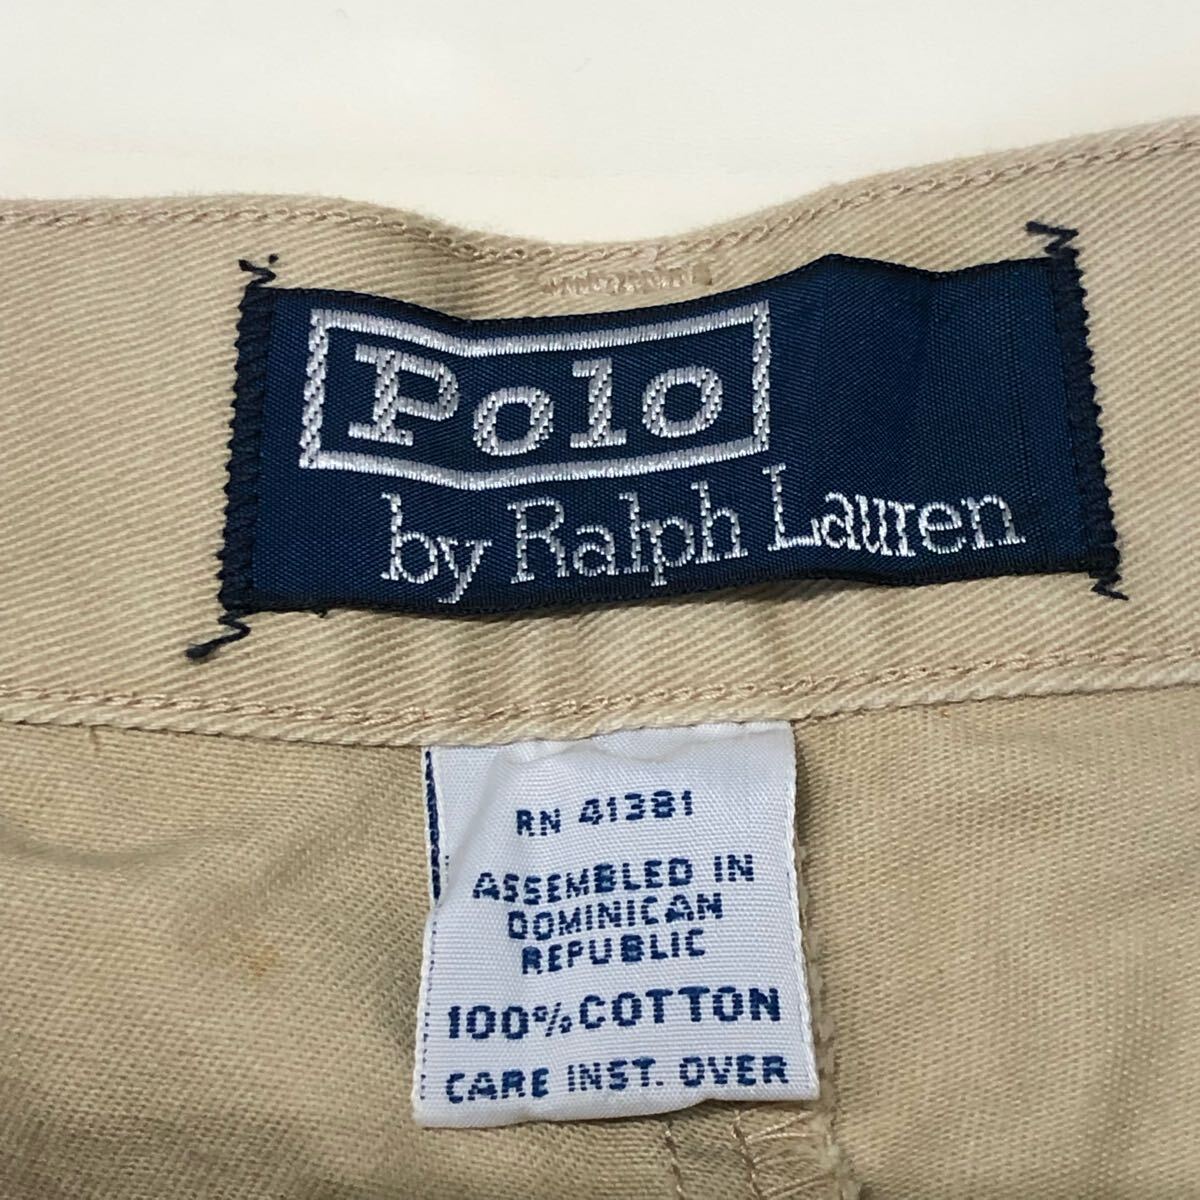 Polo
by Ralph Lauren
RN 41381
ASSEMBLED IN
DOMINICAN
REPUBLIC
100% COTTON
CARE INST. OVER